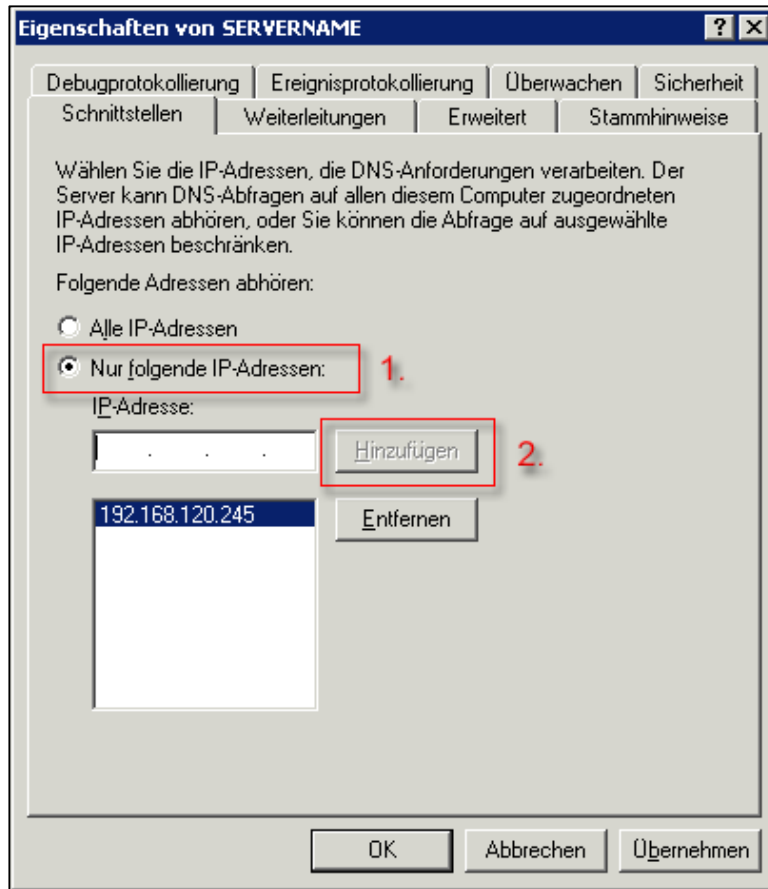 Eigenschaften von SERVERNAME
Debugprotokollierung Ereignisprotokollierung Überwachen Sicherheit
Schnittstellen Weiterleitungen Erweitert Stammhinweise
Wählen Sie die IP-Adressen, die DNS-Anforderungen verarbeiten. Der
Server kann DNS-Abfragen auf allen diesem Computer zugeordneten
IP-Adressen abhören, oder Sie können die Abfrage auf ausgewählte
IP-Adressen beschränken.
Folgende Adressen abhören:
Alle IP-Adressen
Nur folgende IP-Adressen: 1.
IP-Adresse:
. . . Hinzufügen 2.
192.168.120.245 Entfernen
OK Abbrechen Übernehmen